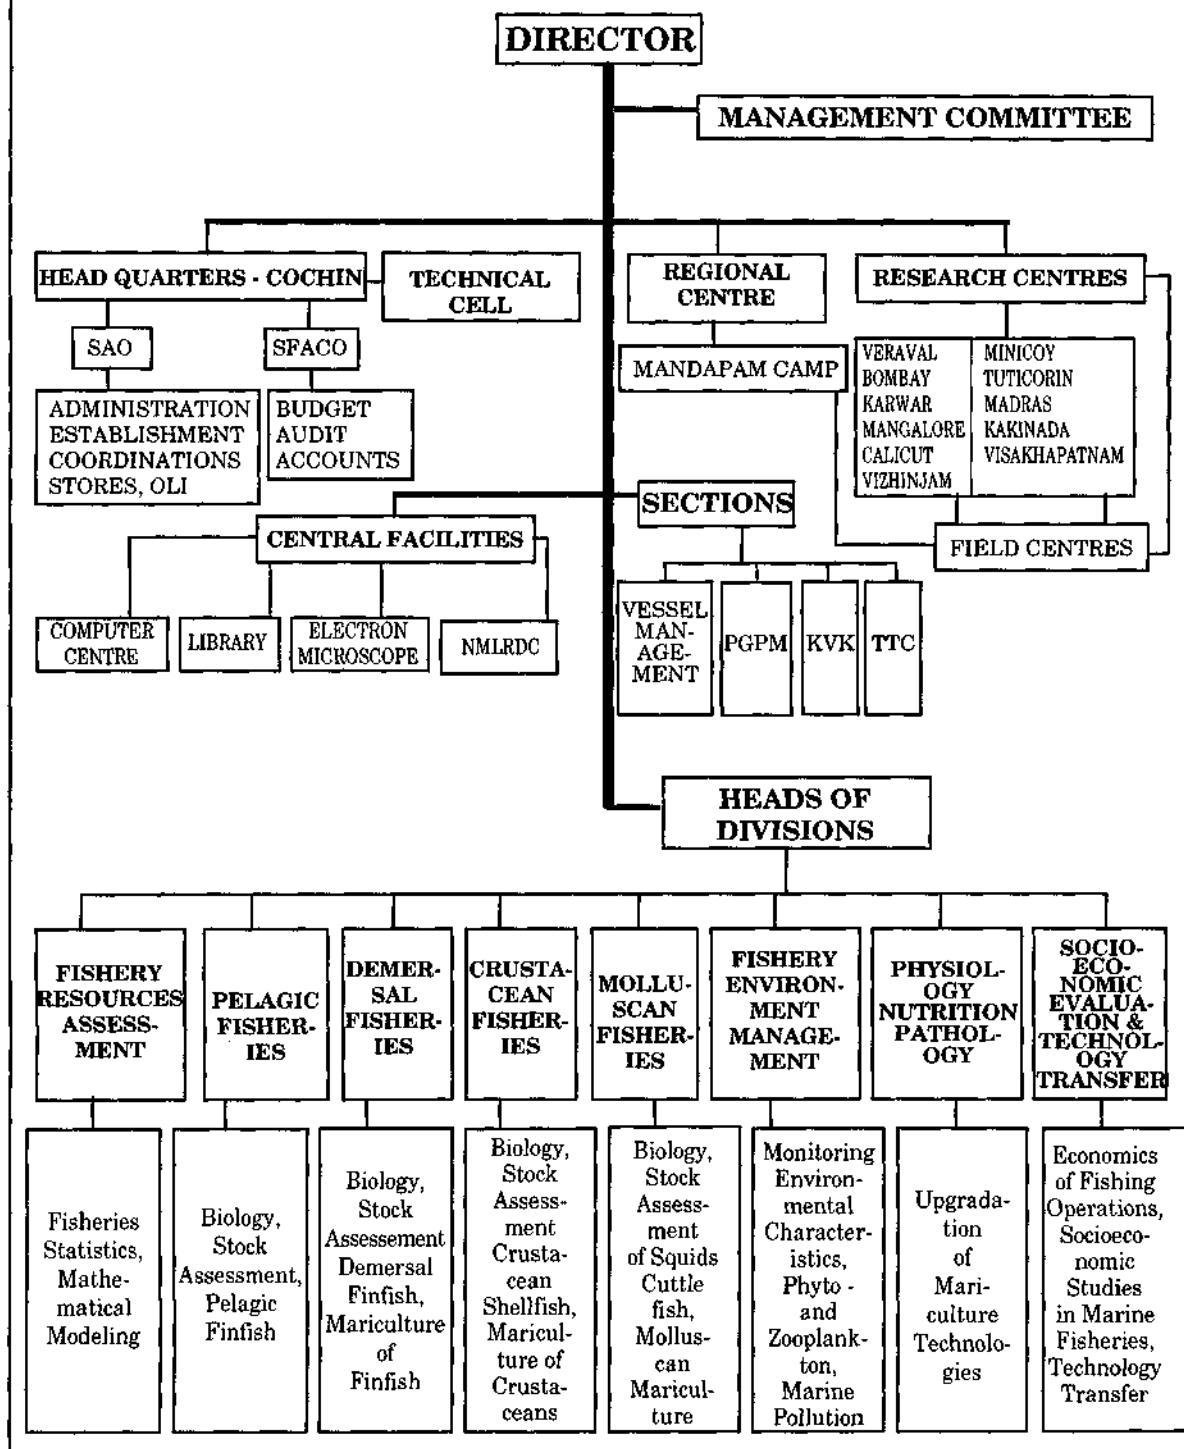 DIRECTOR
MANAGEMENT COMMITTEE
HEAD QUARTERS - COCHIN
TECHNICAL
CELL
REGIONAL
CENTRE
RESEARCH CENTRES
SAO
SFACO
MANDAPAM CAMP
ADMINISTRATION
ESTABLISHMENT
COORDINATIONS
STORES, OLI
BUDGET
AUDIT
ACCOUNTS
VERAVAL
BOMBAY
KARWAR
MANGALORE
CALICUT
VIZHINJAM
MINICOY
TUTICORIN
MADRAS
KAKINADA
VISAKHAPATNAM
SECTIONS
CENTRAL FACILITIES
FIELD CENTRES
COMPUTER
CENTRE
LIBRARY
ELECTRON
MICROSCOPE
NMLRDC
VESSEL
MAN-
AGE-
MENT
PGPM
KVK
TTC
HEADS OF
DIVISIONS
FISHERY
RESOURCES
ASSESS-
MENT
PELAGIC
FISHER-
IES
DEMER-
SAL
FISHER-
IES
CRUSTA-
CEAN
FISHER-
IES
MOLLU-
SCAN
FISHERIES
FISHERY
ENVIRON-
MENT
MANAGE-
MENT
PHYSIOL-
OGY
NUTRITION
PATHOL-
OGY
SOCIO-
ECO-
NOMIC
EVALUA-
TION &
TECHNOL-
OGY
TRANSFER
Fisheries
Statistics,
Mathe-
matical
Modeling
Biology,
Stock
Assessment,
Pelagic
Finfish
Biology,
Stock
Assessement
Demersal
Finfish,
Mariculture
of
Finfish
Biology,
Stock
Assess-
ment
Crusta-
cean
Shellfish,
Maricul-
ture of
Crusta-
ceans
Biology,
Stock
Assess-
ment
of Squids
Cuttle
fish,
Mollus-
can
Maricul-
ture
Monitoring
Environ-
mental
Character-
istics,
Phyto -
and
Zooplank-
ton,
Marine
Pollution
Upgrada-
tion
of
Mari-
culture
Technolo-
gies
Economics
of Fishing
Operations,
Socioeco-
nomic
Studies
in Marine
Fisheries,
Technology
Transfer